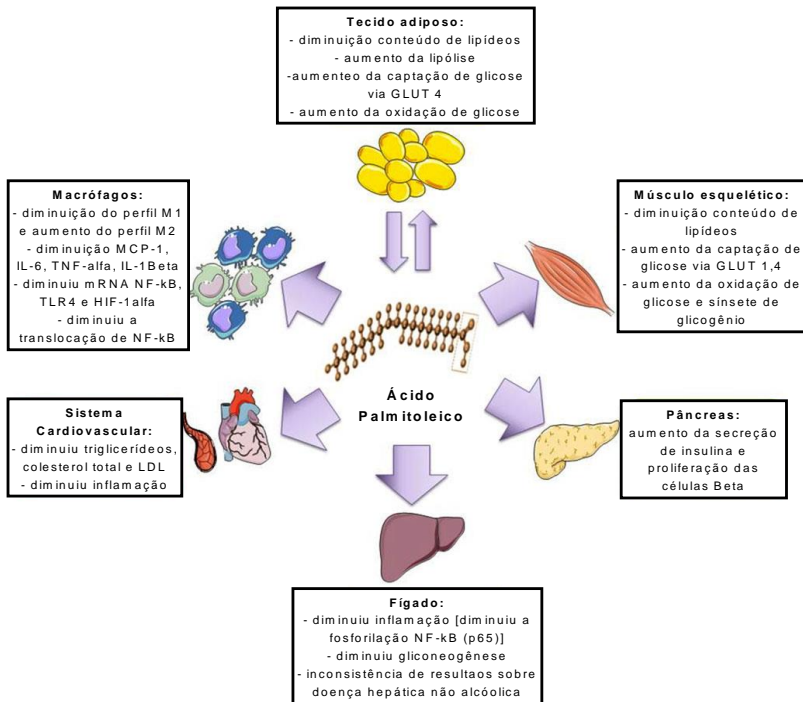 Tecido adiposo:
- diminuição conteúdo de lipídeos
- aumento da lipólise
-aumenteo da captação de glicose
via GLUT 4
- aumento da oxidação de glicose
Macrófagos:
- diminuição do perfil M1
e aumento do perfil M2
- diminuição MCP-1,
IL-6, TNF-alfa, IL-1Beta
- diminuiu mRNA NF-kB,
TLR4 e HIF-1alfa
- diminuiu a
translocação de NF-kB
Músculo esquelético:
- diminuição conteúdo de
lipídeos
- aumento da captação de
glicose via GLUT 1,4
- aumento da oxidação de
glicose e sínsete de
glicogênio
Ácido
Palmitoleico
Sistema
Cardiovascular:
- diminuiu triglicerídeos,
colesterol total e LDL
- diminuiu inflamação
Pâncreas:
aumento da secreção
de insulina e
proliferação das
células Beta
Fígado:
- diminuiu inflamação [diminuiu a
fosforilação NF-kB (p65)]
- diminuiu gliconeogênese
- inconsistência de resultaos sobre
doença hepática não alcóolica